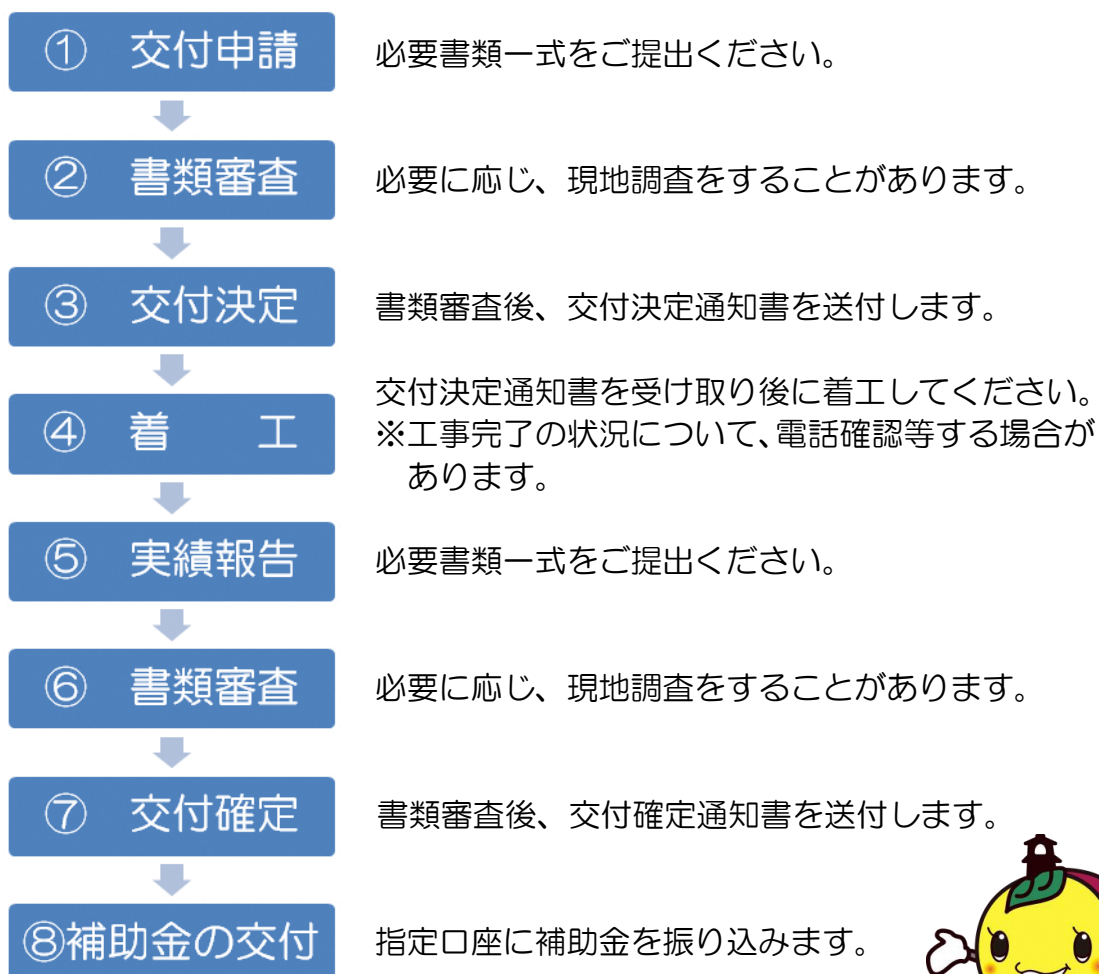 ① 交付申請
必要書類一式をご提出ください。
② 書類審査
必要に応じ、現地調査をすることがあります。
③ 交付決定
書類審査後、交付決定通知書を送付します。
④ 着　　工
交付決定通知書を受け取り後に着工してください。
※工事完了の状況について、電話確認等する場合が
あります。
⑤ 実績報告
必要書類一式をご提出ください。
⑥ 書類審査
必要に応じ、現地調査をすることがあります。
⑦ 交付確定
書類審査後、交付確定通知書を送付します。
⑧補助金の交付
指定口座に補助金を振り込みます。